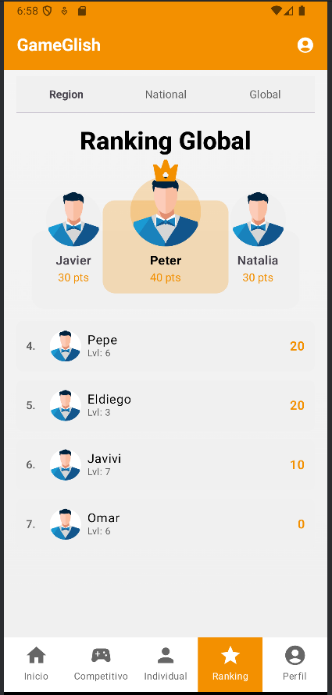 6:58
GameGlish
Region National Global
Ranking Global
Javier Peter Natalia
30 pts 40 pts 30 pts
4. Pepe 20
Lvl: 6
5. Eldiego 20
Lvl: 3
6. Javivi 10
Lvl: 7
7. Omar 0
Lvl: 6
Inicio Competitivo Individual Ranking Perfil